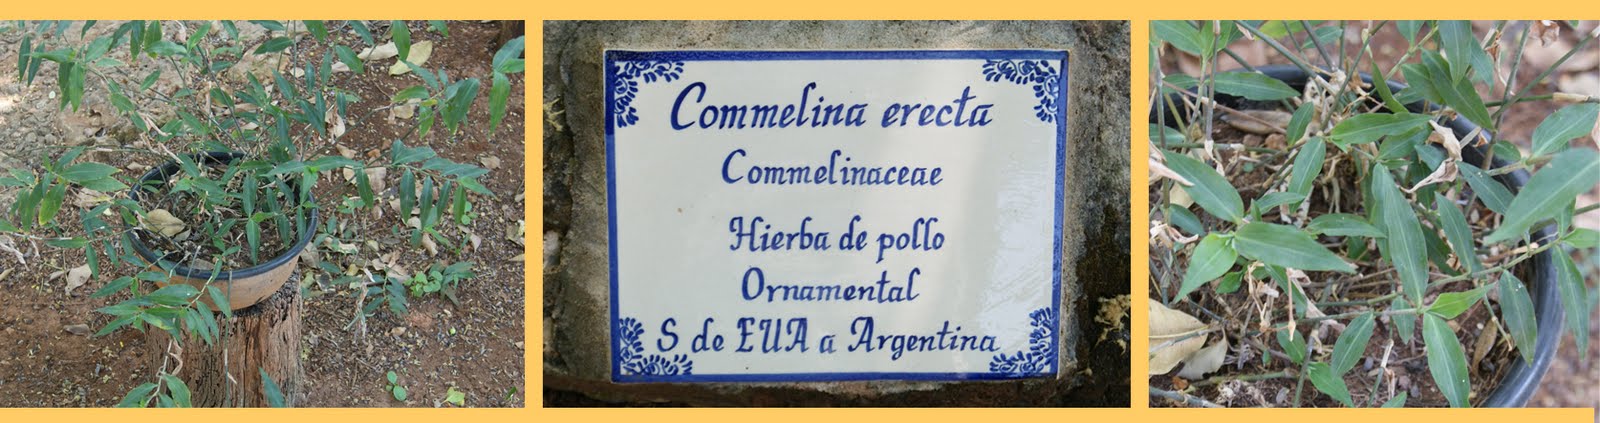 Commelina erecta
Commelinaceae
Hierba de pollo
Ornamental
S de EUA a Argentina